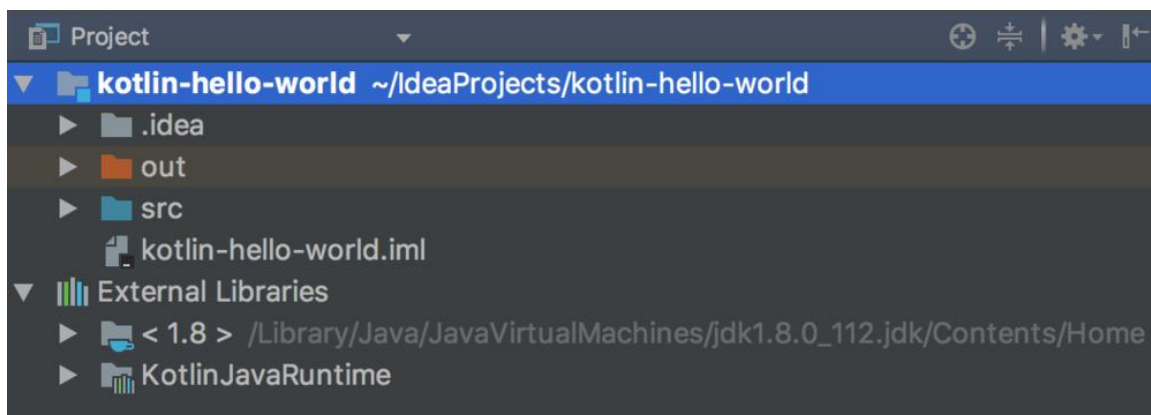 Project
kotlin-hello-world ~/IdeaProjects/kotlin-hello-world
.idea
out
src
kotlin-hello-world.iml
External Libraries
< 1.8 > /Library/Java/JavaVirtualMachines/jdk1.8.0_112.jdk/Contents/Home
KotlinJavaRuntime